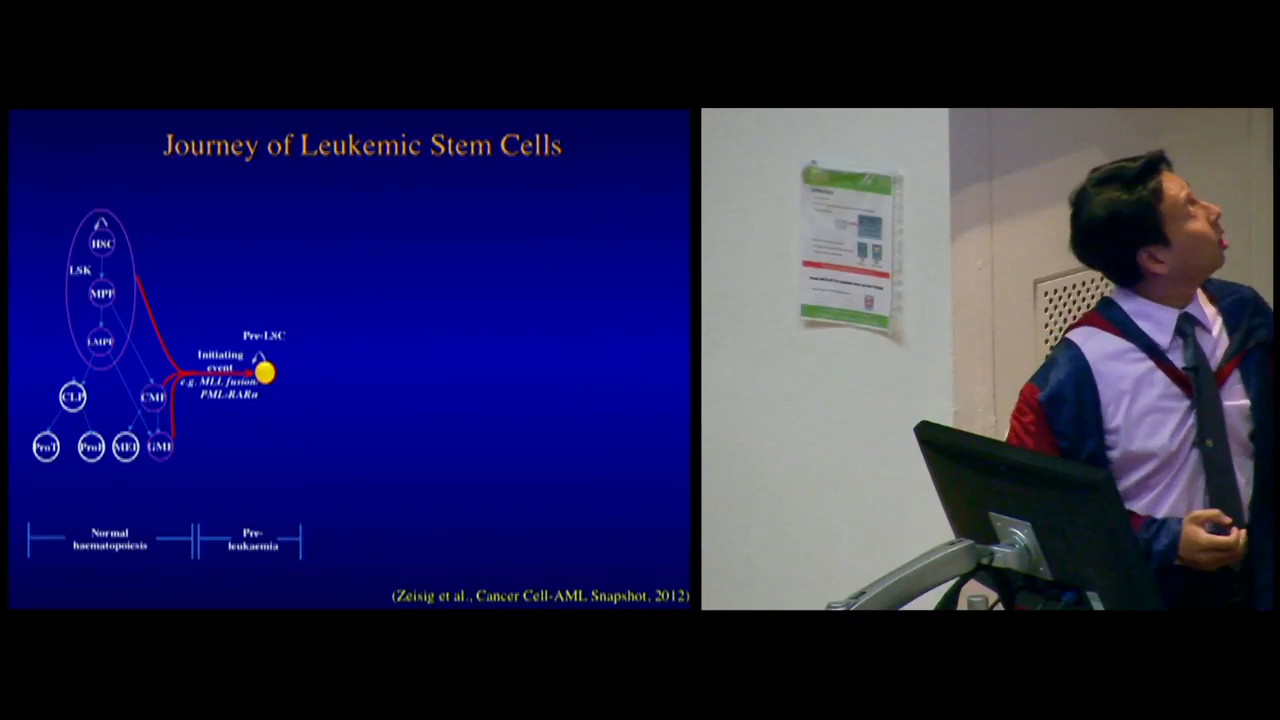 Journey of Leukemic Stem Cells
HSC
LSK
MPP
LMPP
CLP
CMP
ProT
ProB
MEP
GMP
Pre-LSC
Initiating
event
e.g. MLL fusion,
PML-RARα
Normal
haematopoiesis
Pre-
leukaemia
(Zeisig et al., Cancer Cell-AML Snapshot, 2012)